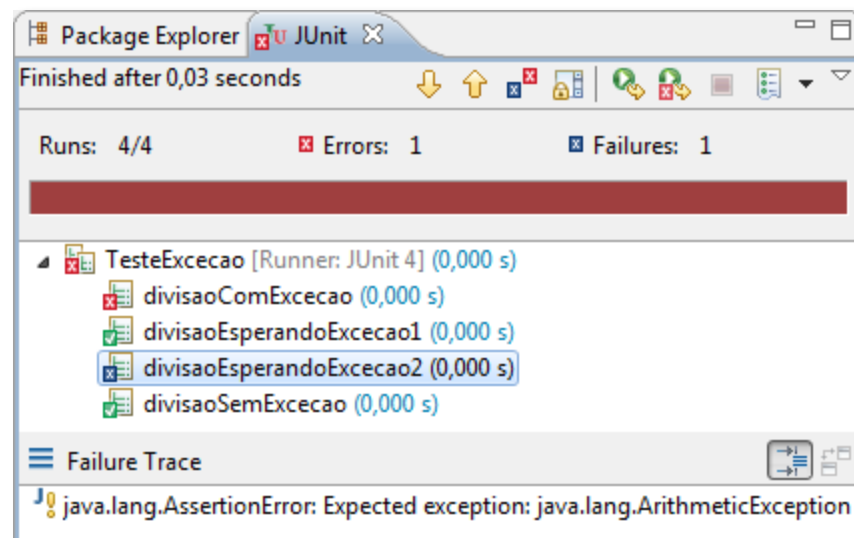 Package Explorer JUnit
Finished after 0,03 seconds
Runs: 4/4 Errors: 1 Failures: 1
TesteExcecao [Runner: JUnit 4] (0,000 s)
divisaoComExcecao (0,000 s)
divisaoEsperandoExcecao1 (0,000 s)
divisaoEsperandoExcecao2 (0,000 s)
divisaoSemExcecao (0,000 s)
Failure Trace
java.lang.AssertionError: Expected exception: java.lang.ArithmeticException